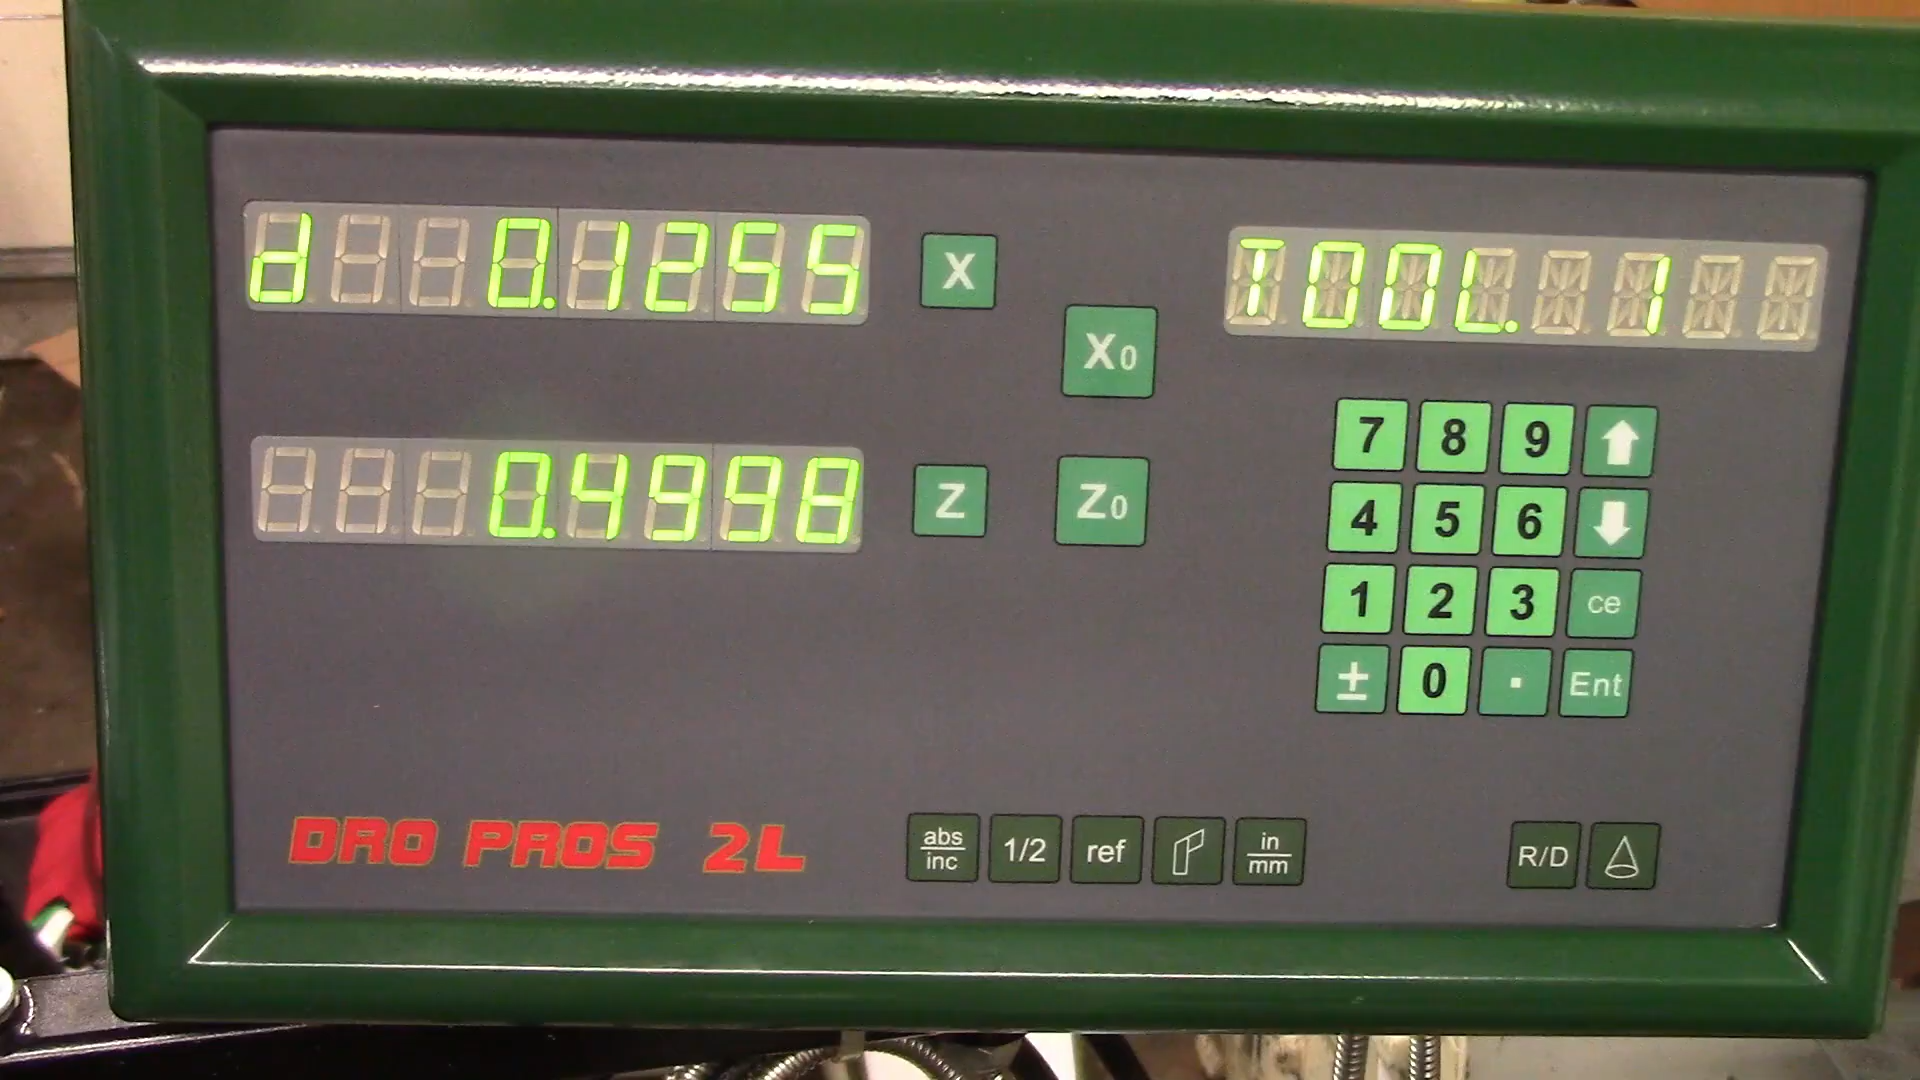 d 0.1255 X TOOL. 1
X0
0.4998 Z Z0
7 8 9
4 5 6
1 2 3 ce
± 0 . Ent
DRO PROS 2L abs/inc 1/2 ref in/mm R/D